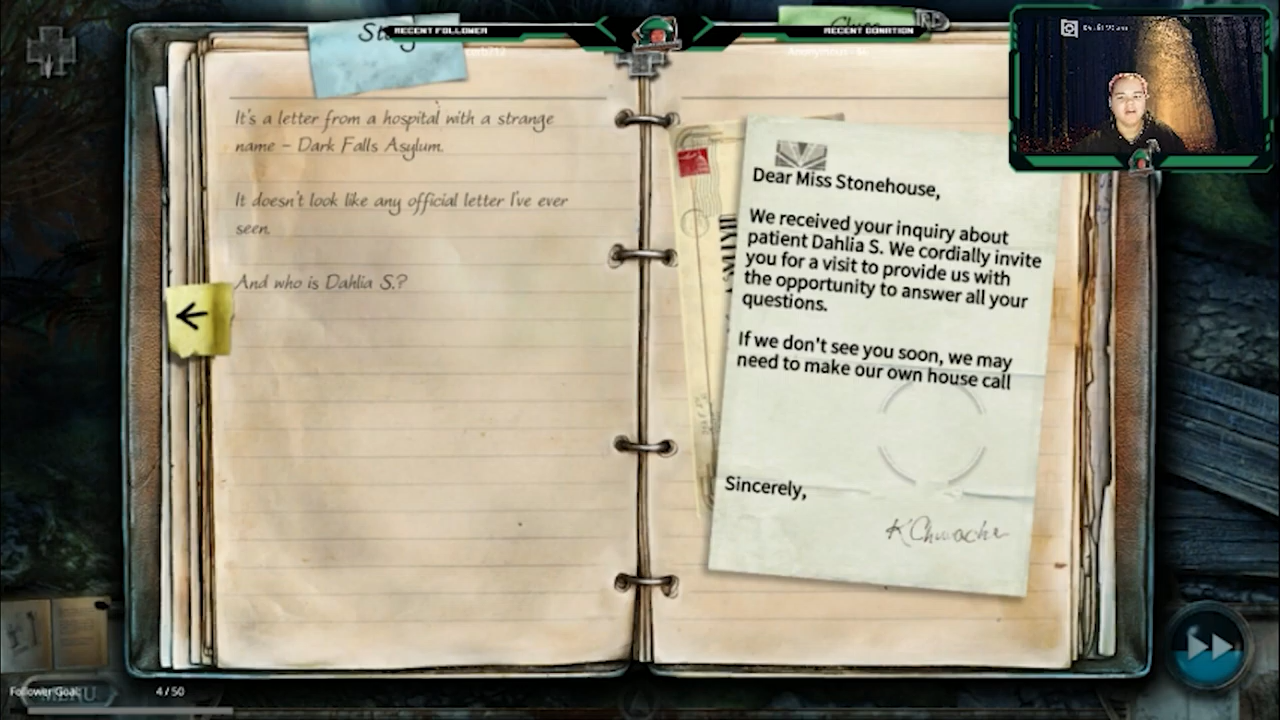 RECENT FOLLOWER
RECENT DONATION
It's a letter from a hospital with a strange
name – Dark Falls Asylum.
It doesn't look like any official letter I've ever
seen.
And who is Dahlia S.?
Dear Miss Stonehouse,
We received your inquiry about
patient Dahlia S. We cordially invite
you for a visit to provide us with
the opportunity to answer all your
questions.
If we don't see you soon, we may
need to make our own house call
Sincerely,
Follower Goal:
4 / 50
MENU